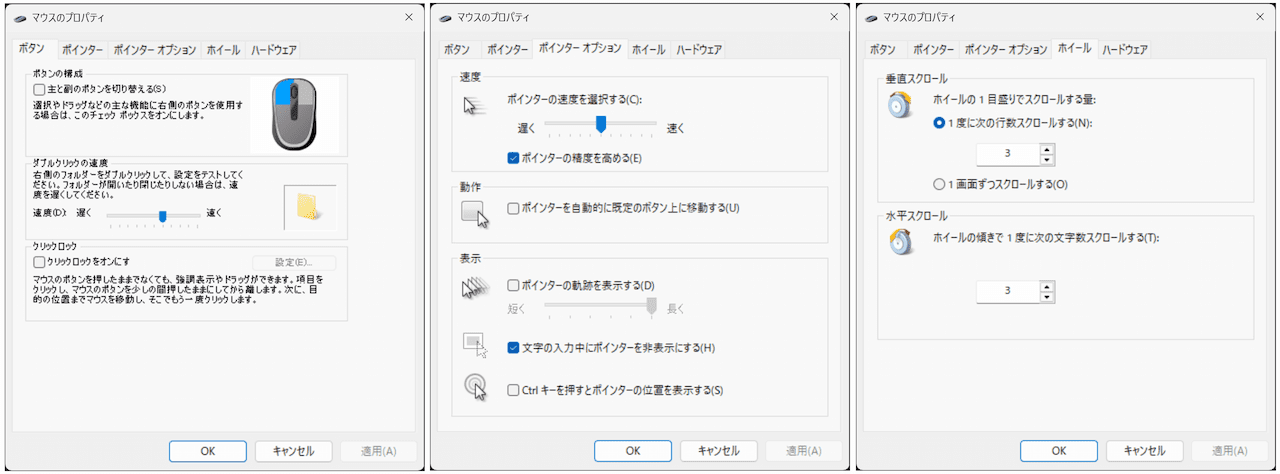 マウスのプロパティ
ボタン ポインター ポインター オプション ホイール ハードウェア
ボタンの構成
主と副のボタンを切り替える(S)
選択やドラッグなどの主な機能に右側のボタンを使用す
る場合は、このチェック ボックスをオンにします。
ダブルクリックの速度
右側のフォルダーをダブルクリックして、設定をテストしてく
ださい。フォルダーが開いたり閉じたりしない場合は、速
度を遅くしてください。
速度(D): 遅く 速く
クリックロック
クリックロックをオンにす
設定(E)...
マウスのボタンを押したままでなくても、強調表示やドラッグができます。項目を
クリックし、マウスのボタンを少しの間押したままにしてから離します。次に、目
的の位置までマウスを移動し、そこでもう一度クリックします。
OK キャンセル 適用(A)
マウスのプロパティ
ボタン ポインター ポインター オプション ホイール ハードウェア
速度
ポインターの速度を選択する(C):
遅く 速く
ポインターの精度を高める(E)
動作
ポインターを自動的に既定のボタン上に移動する(U)
表示
ポインターの軌跡を表示する(D)
短く 長く
文字の入力中にポインターを非表示にする(H)
Ctrl キーを押すとポインターの位置を表示する(S)
OK キャンセル 適用(A)
マウスのプロパティ
ボタン ポインター ポインター オプション ホイール ハードウェア
垂直スクロール
ホイールの 1 目盛りでスクロールする量:
1 度に次の行数スクロールする(N):
3
1 画面ずつスクロールする(O)
水平スクロール
ホイールの傾きで 1 度に次の文字数スクロールする(T):
3
OK キャンセル 適用(A)